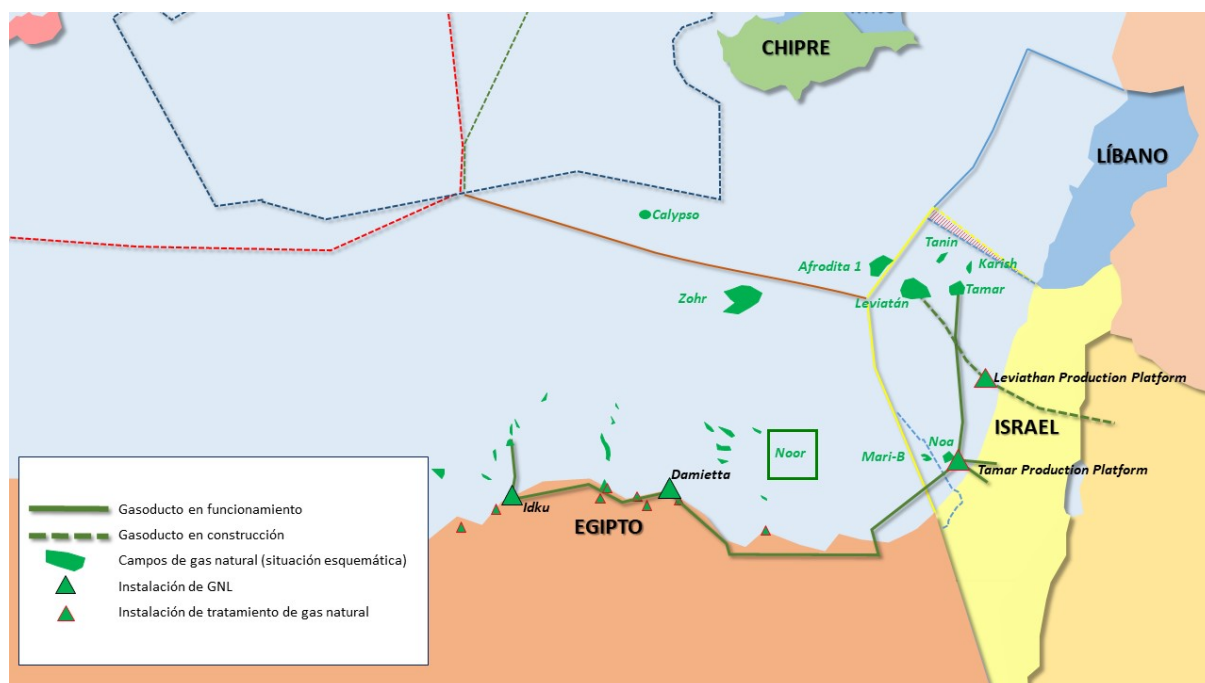 CHIPRE
LÍBANO
Calypso
Tanin
Afrodita 1
Karish
Zohr
Leviatán
Tamar
Leviathan Production Platform
ISRAEL
Noor
Mari-B
Noa
Tamar Production Platform
Damietta
Idku
EGIPTO
Gasoducto en funcionamiento
Gasoducto en construcción
Campos de gas natural (situación esquemática)
Instalación de GNL
Instalación de tratamiento de gas natural